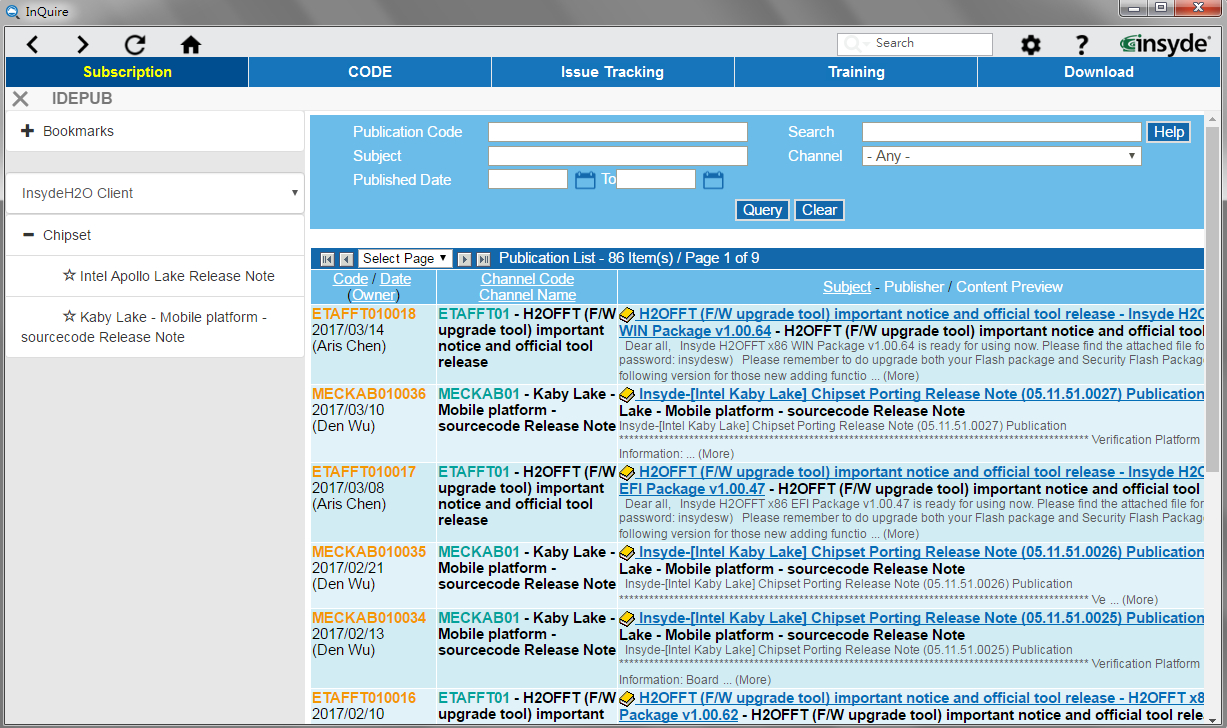 InQuire
Search
insyde
Subscription CODE Issue Tracking Training Download
IDEPUB
Bookmarks
InsydeH2O Client
Chipset
Intel Apollo Lake Release Note
Kaby Lake - Mobile platform -
sourcecode Release Note
Publication Code
Search
Help
Subject
Channel
- Any -
Published Date
To
Query
Clear
Select Page
Publication List - 86 Item(s) / Page 1 of 9
Code / Date
(Owner)
Channel Code
Channel Name
Subject - Publisher / Content Preview
ETAFFT010018
2017/03/14
(Aris Chen)
ETAFFT01 - H2OFFT (F/W
upgrade tool) important
notice and official tool
release
H2OFFT (F/W upgrade tool) important notice and official tool release - Insyde H2O
WIN Package v1.00.64 - H2OFFT (F/W upgrade tool) important notice and official tool
Dear all, Insyde H2OFFT x86 WIN Package v1.00.64 is ready for using now. Please find the attached file for
password: insydesw) Please remember to do upgrade both your Flash package and Security Flash Packag
following version for those new adding functio ... (More)
MECKAB010036
2017/03/10
(Den Wu)
MECKAB01 - Kaby Lake -
Mobile platform -
sourcecode Release Note
Insyde-[Intel Kaby Lake] Chipset Porting Release Note (05.11.51.0027) Publication
Lake - Mobile platform - sourcecode Release Note
Insyde-[Intel Kaby Lake] Chipset Porting Release Note (05.11.51.0027) Publication
******************************************************************************** Verification Platform
Information: ... (More)
ETAFFT010017
2017/03/08
(Aris Chen)
ETAFFT01 - H2OFFT (F/W
upgrade tool) important
notice and official tool
release
H2OFFT (F/W upgrade tool) important notice and official tool release - Insyde H2O
EFI Package v1.00.47 - H2OFFT (F/W upgrade tool) important notice and official tool
Dear all, Insyde H2OFFT x86 EFI Package v1.00.47 is ready for using now. Please find the attached file for
password: insydesw) Please remember to do upgrade both your Flash package and Security Flash Packag
following version for those new adding functio ... (More)
MECKAB010035
2017/02/21
(Den Wu)
MECKAB01 - Kaby Lake -
Mobile platform -
sourcecode Release Note
Insyde-[Intel Kaby Lake] Chipset Porting Release Note (05.11.51.0026) Publication
Lake - Mobile platform - sourcecode Release Note
Insyde-[Intel Kaby Lake] Chipset Porting Release Note (05.11.51.0026) Publication
******************************************************************************** Ve ... (More)
MECKAB010034
2017/02/13
(Den Wu)
MECKAB01 - Kaby Lake -
Mobile platform -
sourcecode Release Note
Insyde-[Intel Kaby Lake] Chipset Porting Release Note (05.11.51.0025) Publication
Lake - Mobile platform - sourcecode Release Note
Insyde-[Intel Kaby Lake] Chipset Porting Release Note (05.11.51.0025) Publication
******************************************************************************** Verification Platform
Information: Board ... (More)
ETAFFT010016
2017/02/10
ETAFFT01 - H2OFFT (F/W
upgrade tool) important
H2OFFT (F/W upgrade tool) important notice and official tool release - H2OFFT x8
Package v1.00.62 - H2OFFT (F/W upgrade tool) important notice and official tool rele